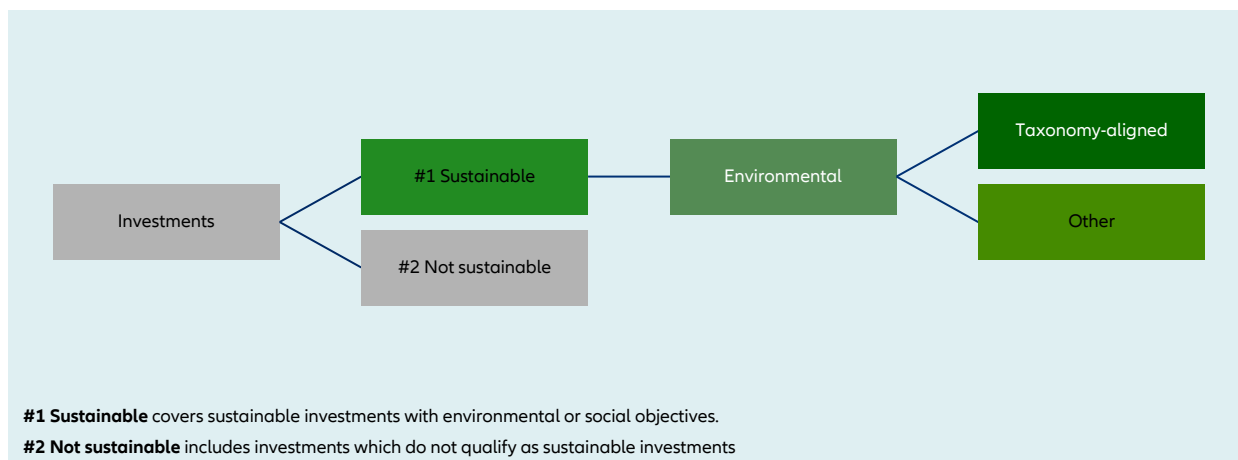 Taxonomy-aligned
#1 Sustainable
Environmental
Investments
Other
#2 Not sustainable
#1 Sustainable covers sustainable investments with environmental or social objectives.
#2 Not sustainable includes investments which do not qualify as sustainable investments